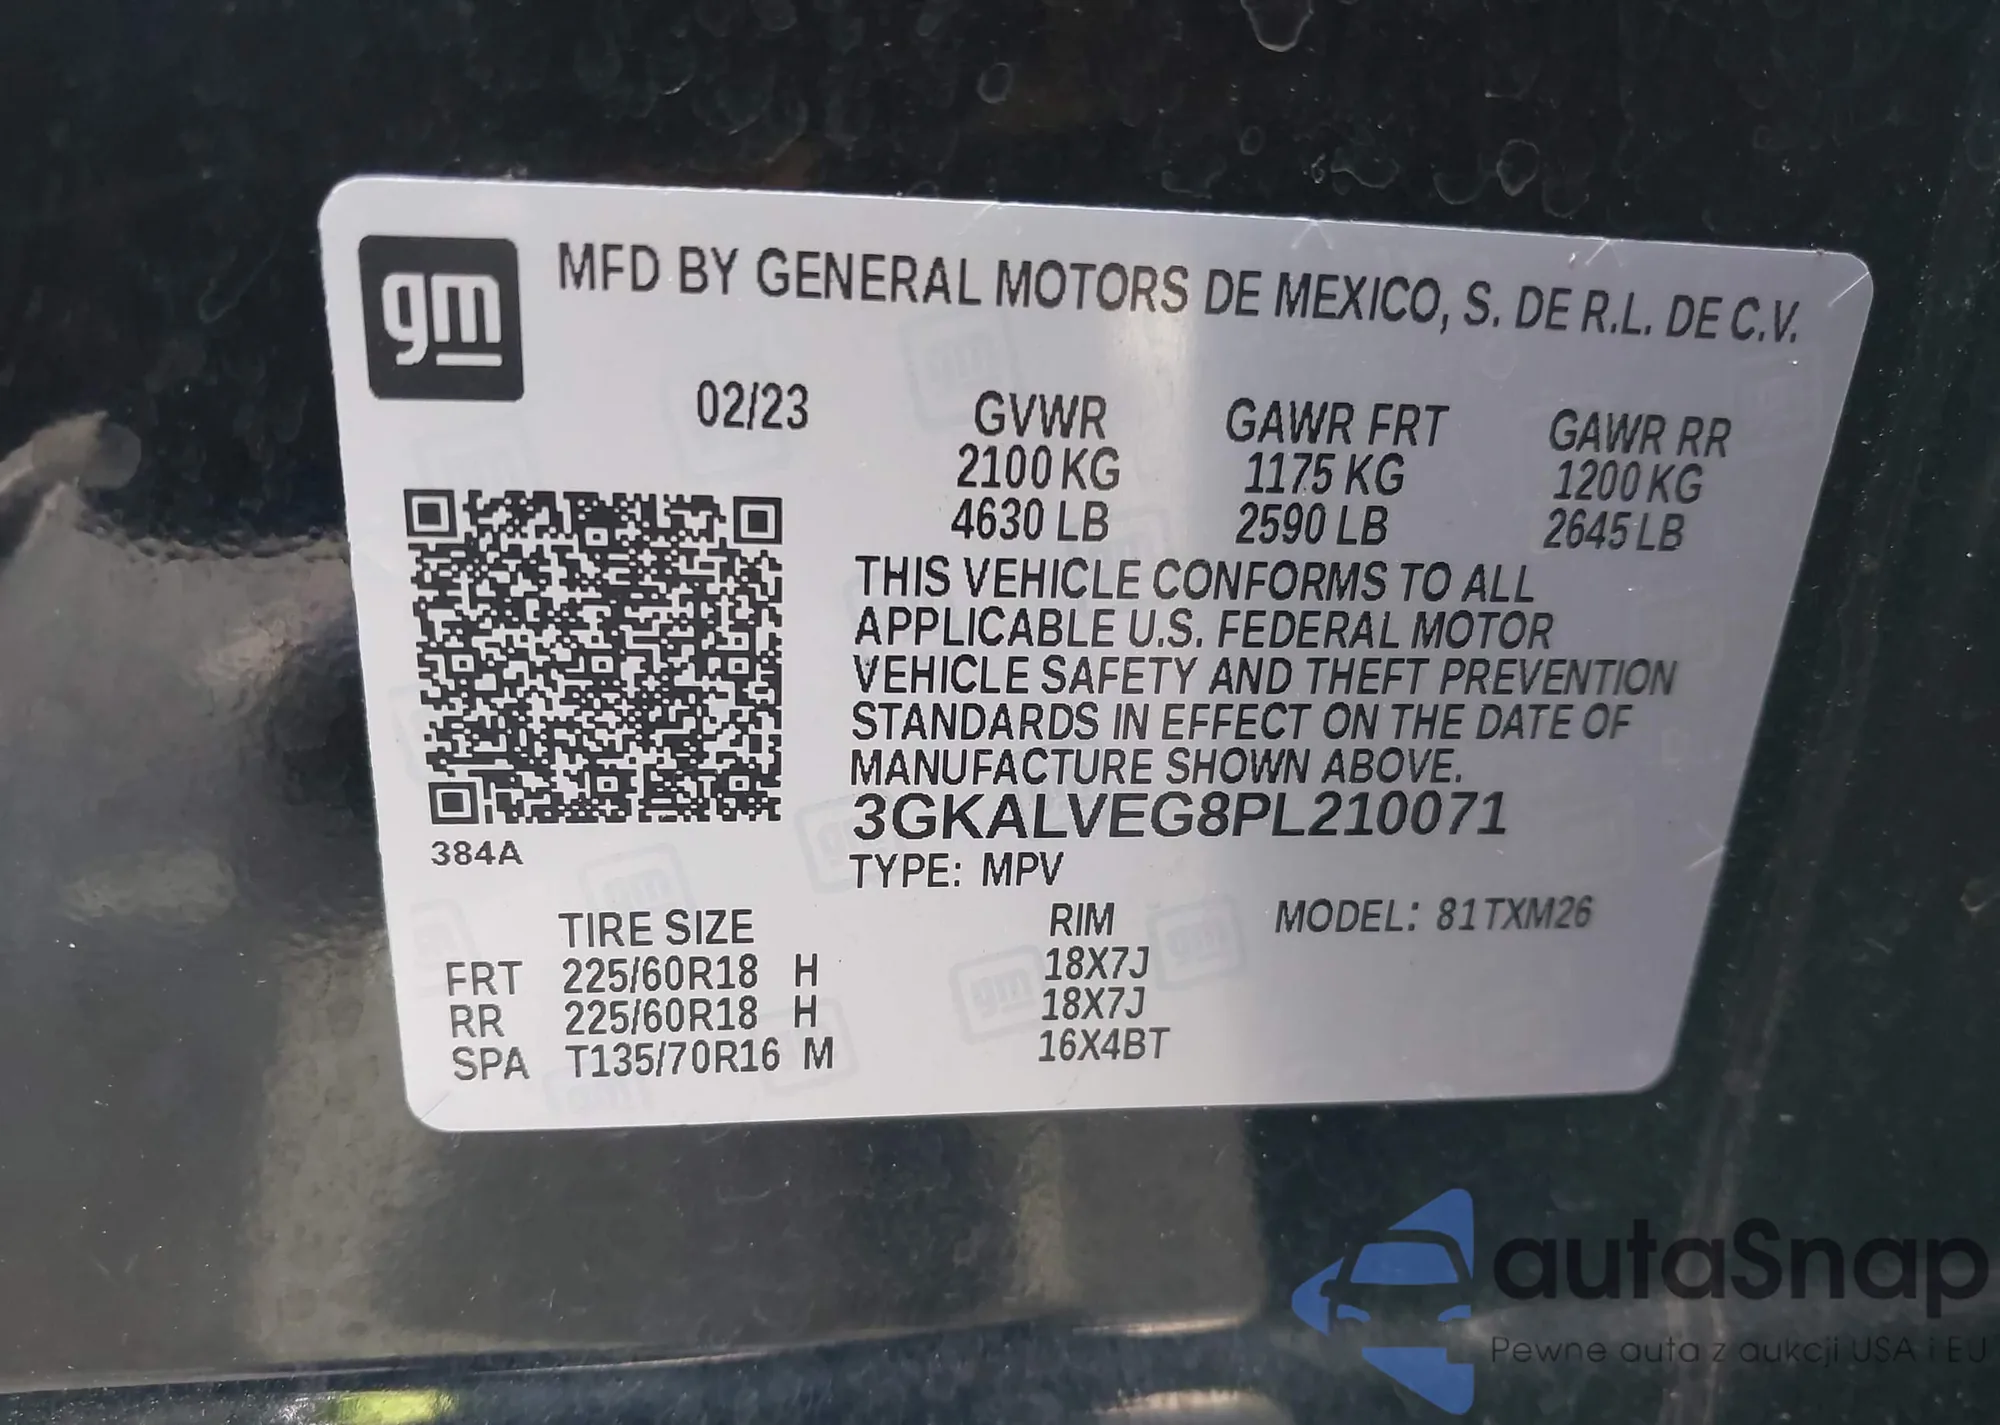 gm
MFD BY GENERAL MOTORS DE MEXICO, S. DE R.L. DE C.V.
02/23
GVWR GAWR FRT GAWR RR
2100 KG 1175 KG 1200 KG
4630 LB 2590 LB 2645 LB
THIS VEHICLE CONFORMS TO ALL
APPLICABLE U.S. FEDERAL MOTOR
VEHICLE SAFETY AND THEFT PREVENTION
STANDARDS IN EFFECT ON THE DATE OF
MANUFACTURE SHOWN ABOVE.
3GKALVEG8PL210071
384A
TYPE: MPV
TIRE SIZE RIM MODEL: 81TXM26
FRT 225/60R18 H 18X7J
RR 225/60R18 H 18X7J
SPA T135/70R16 M 16X4BT
autaSnap
Pewne auta z aukcji USA i EU